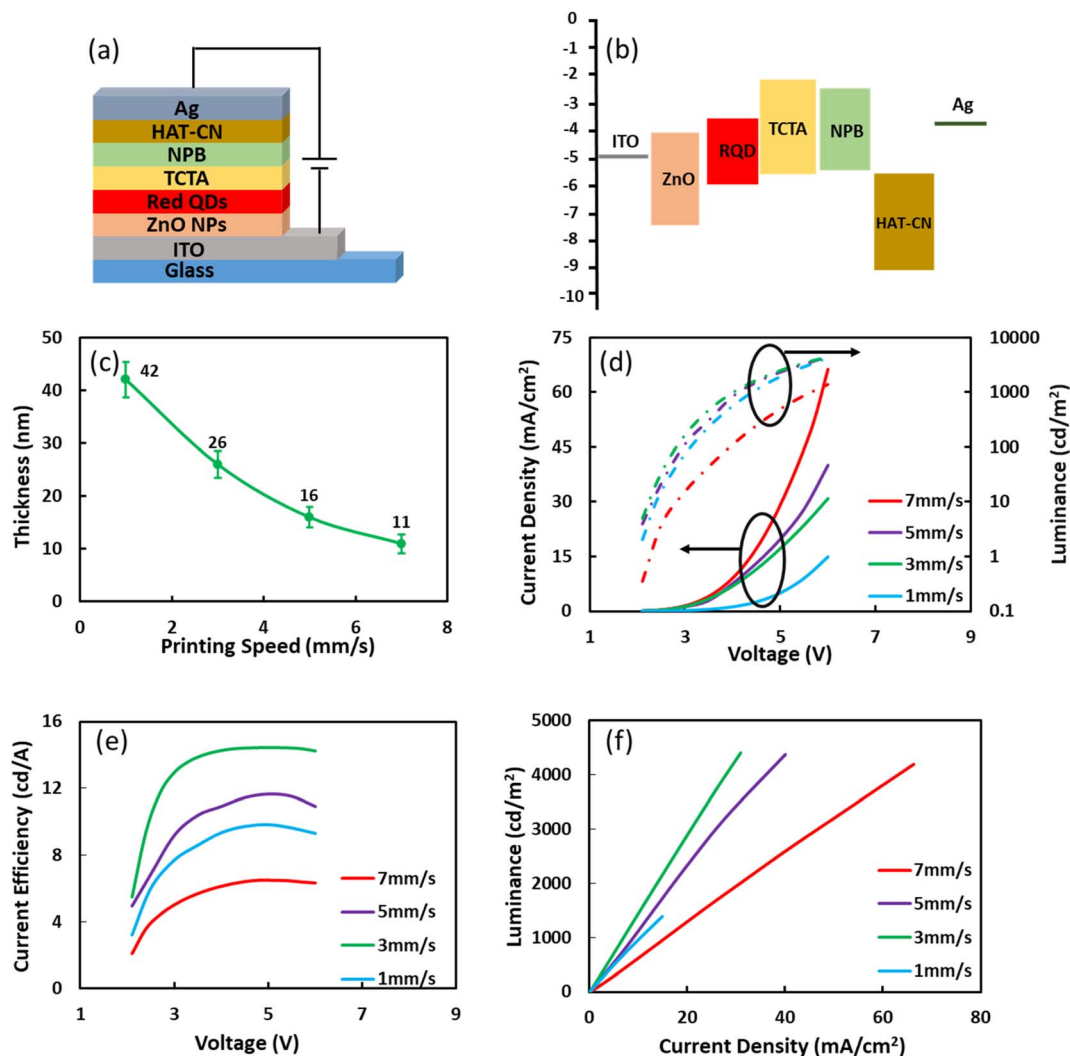 (a)
Ag
HAT-CN
NPB
TCTA
Red QDs
ZnO NPs
ITO
Glass
(b)
0
-1
-2
-3
-4
-5
-6
-7
-8
-9
-10
ITO
ZnO
RQD
TCTA
NPB
HAT-CN
Ag
(c)
50
40
30
20
10
0
42
26
16
11
0 2 4 6 8
Thickness (nm)
Printing Speed (mm/s)
(d)
75
60
45
30
15
0
10000
1000
100
10
1
0.1
7mm/s
5mm/s
3mm/s
1mm/s
1 3 5 7 9
Current Density (mA/cm²)
Luminance (cd/m²)
Voltage (V)
(e)
16
12
8
4
0
7mm/s
5mm/s
3mm/s
1mm/s
1 3 5 7 9
Current Efficiency (cd/A)
Voltage (V)
(f)
5000
4000
3000
2000
1000
0
7mm/s
5mm/s
3mm/s
1mm/s
0 20 40 60 80
Luminance (cd/m²)
Current Density (mA/cm²)